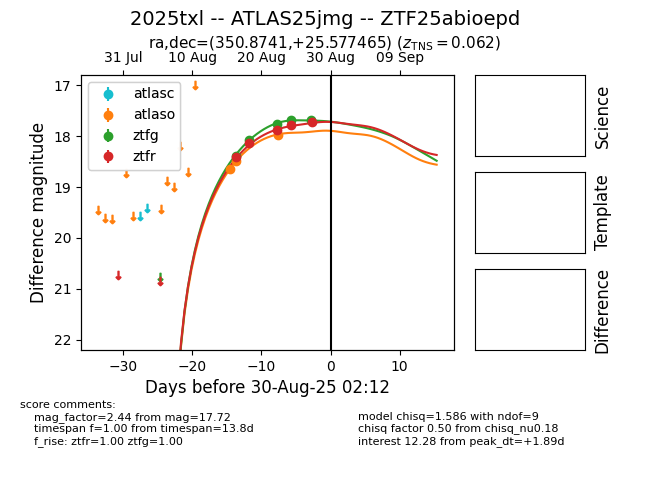 2025txl -- ATLAS25jmg -- ZTF25abioepd
ra,dec=(350.8741,+25.577465) (z_TNS = 0.062)
31 Jul 10 Aug 20 Aug 30 Aug 09 Sep
atlasc
atlaso
ztfg
ztfr
17
18
19
20
21
22
Difference magnitude
−30 −20 −10 0 10
Days before 30-Aug-25 02:12
Science
Template
Difference
score comments:
mag_factor=2.44 from mag=17.72
timespan f=1.00 from timespan=13.8d
f_rise: ztfr=1.00 ztfg=1.00
model chisq=1.586 with ndof=9
chisq factor 0.50 from chisq_nu0.18
interest 12.28 from peak_dt=+1.89d